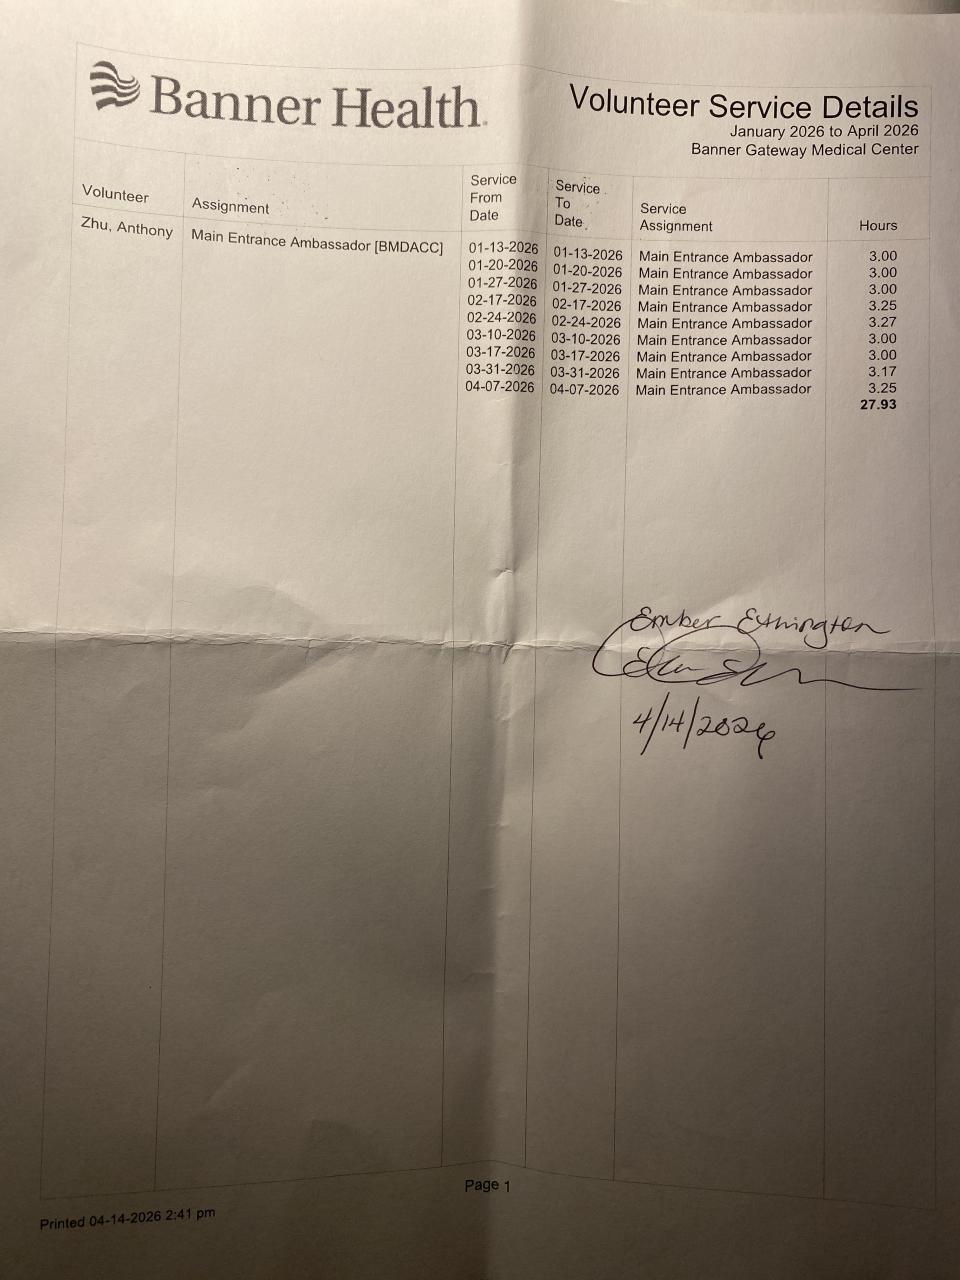 Banner Health.
Volunteer Service Details
January 2026 to April 2026
Banner Gateway Medical Center
Volunteer Assignment Service From Date Service To Date Service Assignment Hours
Zhu, Anthony Main Entrance Ambassador [BMDACC] 01-13-2026 01-13-2026 Main Entrance Ambassador 3.00
01-20-2026 01-20-2026 Main Entrance Ambassador 3.00
01-27-2026 01-27-2026 Main Entrance Ambassador 3.00
02-17-2026 02-17-2026 Main Entrance Ambassador 3.25
02-24-2026 02-24-2026 Main Entrance Ambassador 3.27
03-10-2026 03-10-2026 Main Entrance Ambassador 3.00
03-17-2026 03-17-2026 Main Entrance Ambassador 3.00
03-31-2026 03-31-2026 Main Entrance Ambassador 3.17
04-07-2026 04-07-2026 Main Entrance Ambassador 3.25
27.93
Ember Ethington
4/14/2026
Page 1
Printed 04-14-2026 2:41 pm